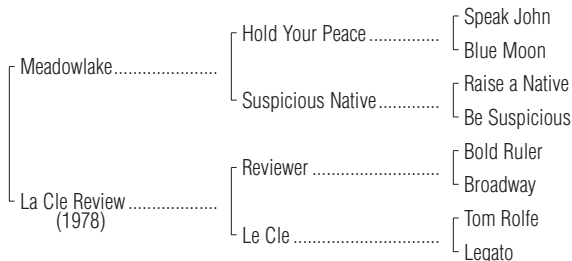 Speak John
Hold Your Peace ...............
Blue Moon
Meadowlake......................
Raise a Native
Suspicious Native.............
Be Suspicious
Bold Ruler
Reviewer ...........................
Broadway
La Cle Review ...................
(1978)
Tom Rolfe
Le Cle ...............................
Legato